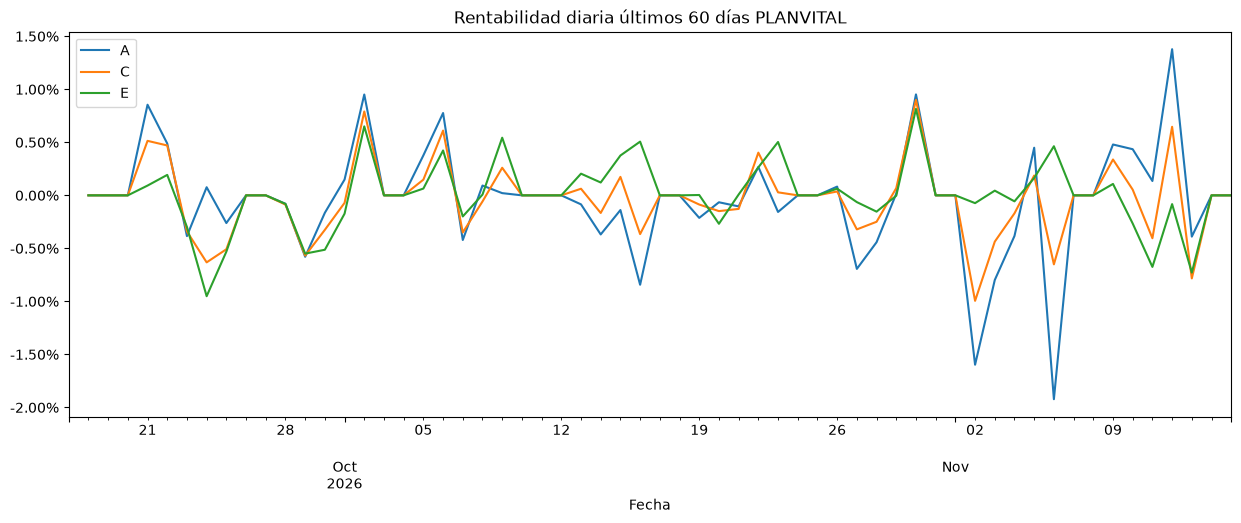 Rentabilidad diaria últimos 60 días PLANVITAL
1.50%
1.00%
0.50%
0.00%
-0.50%
-1.00%
-1.50%
-2.00%
A
C
E
21 28 05 12 19 26 02 09
Oct Nov
2026
Fecha